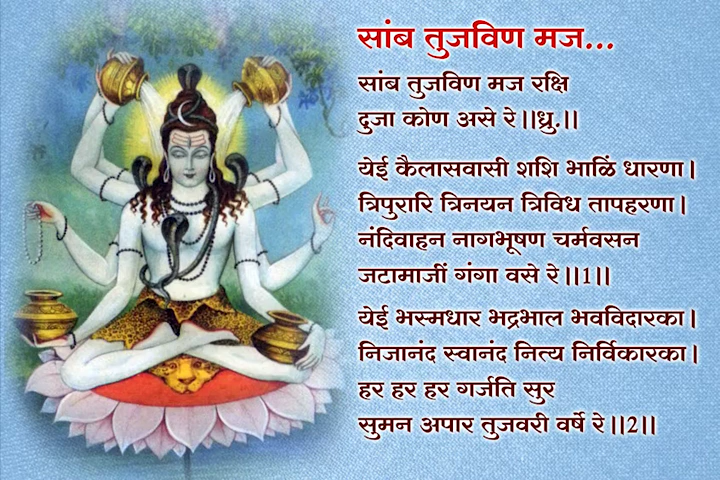 सांब तुजविण मज...
सांब तुजविण मज रक्षि
दुजा कोण असे रे ||ध्रु.||
येई कैलासवासी शशि भाळिं धारणा |
त्रिपुरारि त्रिनयन त्रिविध तापहरणा |
नंदिवाहन नागभूषण चर्मवसन
जटामाजीं गंगा वसे रे ||1||
येई भस्मधार भद्रभाल भवविदारका |
निजानंद स्वानंद नित्य निर्विकारका |
हर हर हर गर्जति सुर
सुमन अपार तुजवरी वर्षे रे ||2||